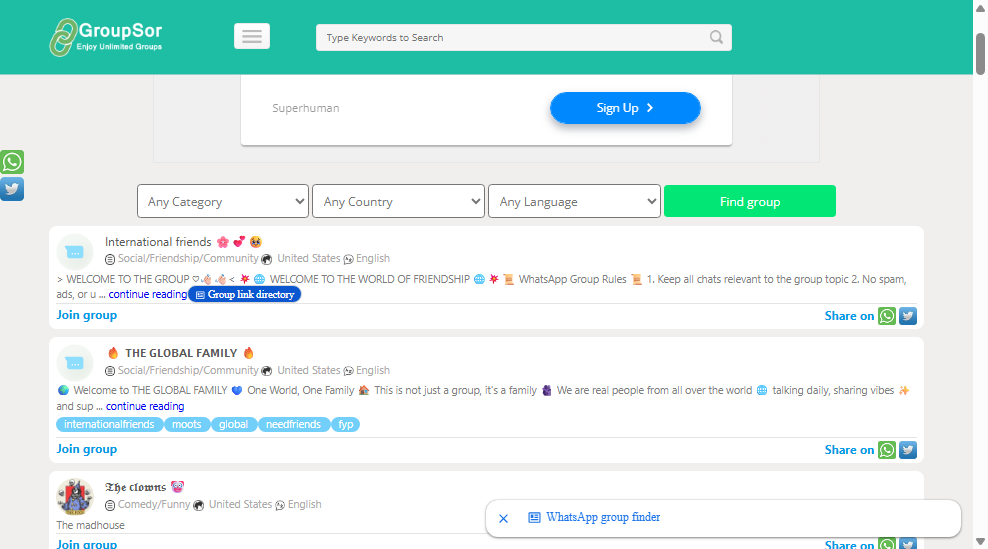 GroupSor
Enjoy Unlimited Groups
Type Keywords to Search
Superhuman
Sign Up
Any Category
Any Country
Any Language
Find group
International friends 🌸 💕 🥺
Social/Friendship/Community United States English
> WELCOME TO THE GROUP ♡🫰🏻🫰🏻 < 💥 🌐 WELCOME TO THE WORLD OF FRIENDSHIP 🌐 💥 📜 WhatsApp Group Rules 📜 1. Keep all chats relevant to the group topic 2. No spam,
ads, or u ... continue reading Group link directory
Join group
Share on
🔥 THE GLOBAL FAMILY 🔥
Social/Friendship/Community United States English
🌍 Welcome to THE GLOBAL FAMILY 💙 One World, One Family 🏠 This is not just a group, it's a family 🫂 We are real people from all over the world 🌐 talking daily, sharing vibes ✨
and sup ... continue reading
internationalfriends moots global needfriends fyp
Join group
Share on
𝕿𝖍𝖊 𝖈𝖑𝖔𝖜𝖓𝖘 🤡
Comedy/Funny United States English
The madhouse
WhatsApp group finder
Join group
Share on